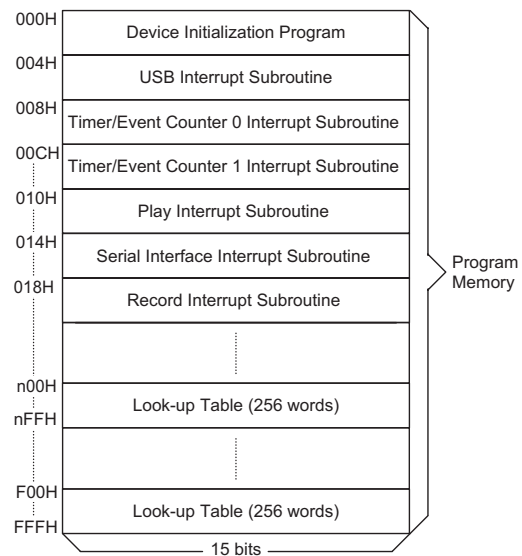 000H
Device Initialization Program
004H
USB Interrupt Subroutine
008H
Timer/Event Counter 0 Interrupt Subroutine
00CH
Timer/Event Counter 1 Interrupt Subroutine
010H
Play Interrupt Subroutine
014H
Serial Interface Interrupt Subroutine
018H
Record Interrupt Subroutine
Program
Memory
n00H
Look-up Table (256 words)
nFFH
F00H
Look-up Table (256 words)
FFFH
15 bits